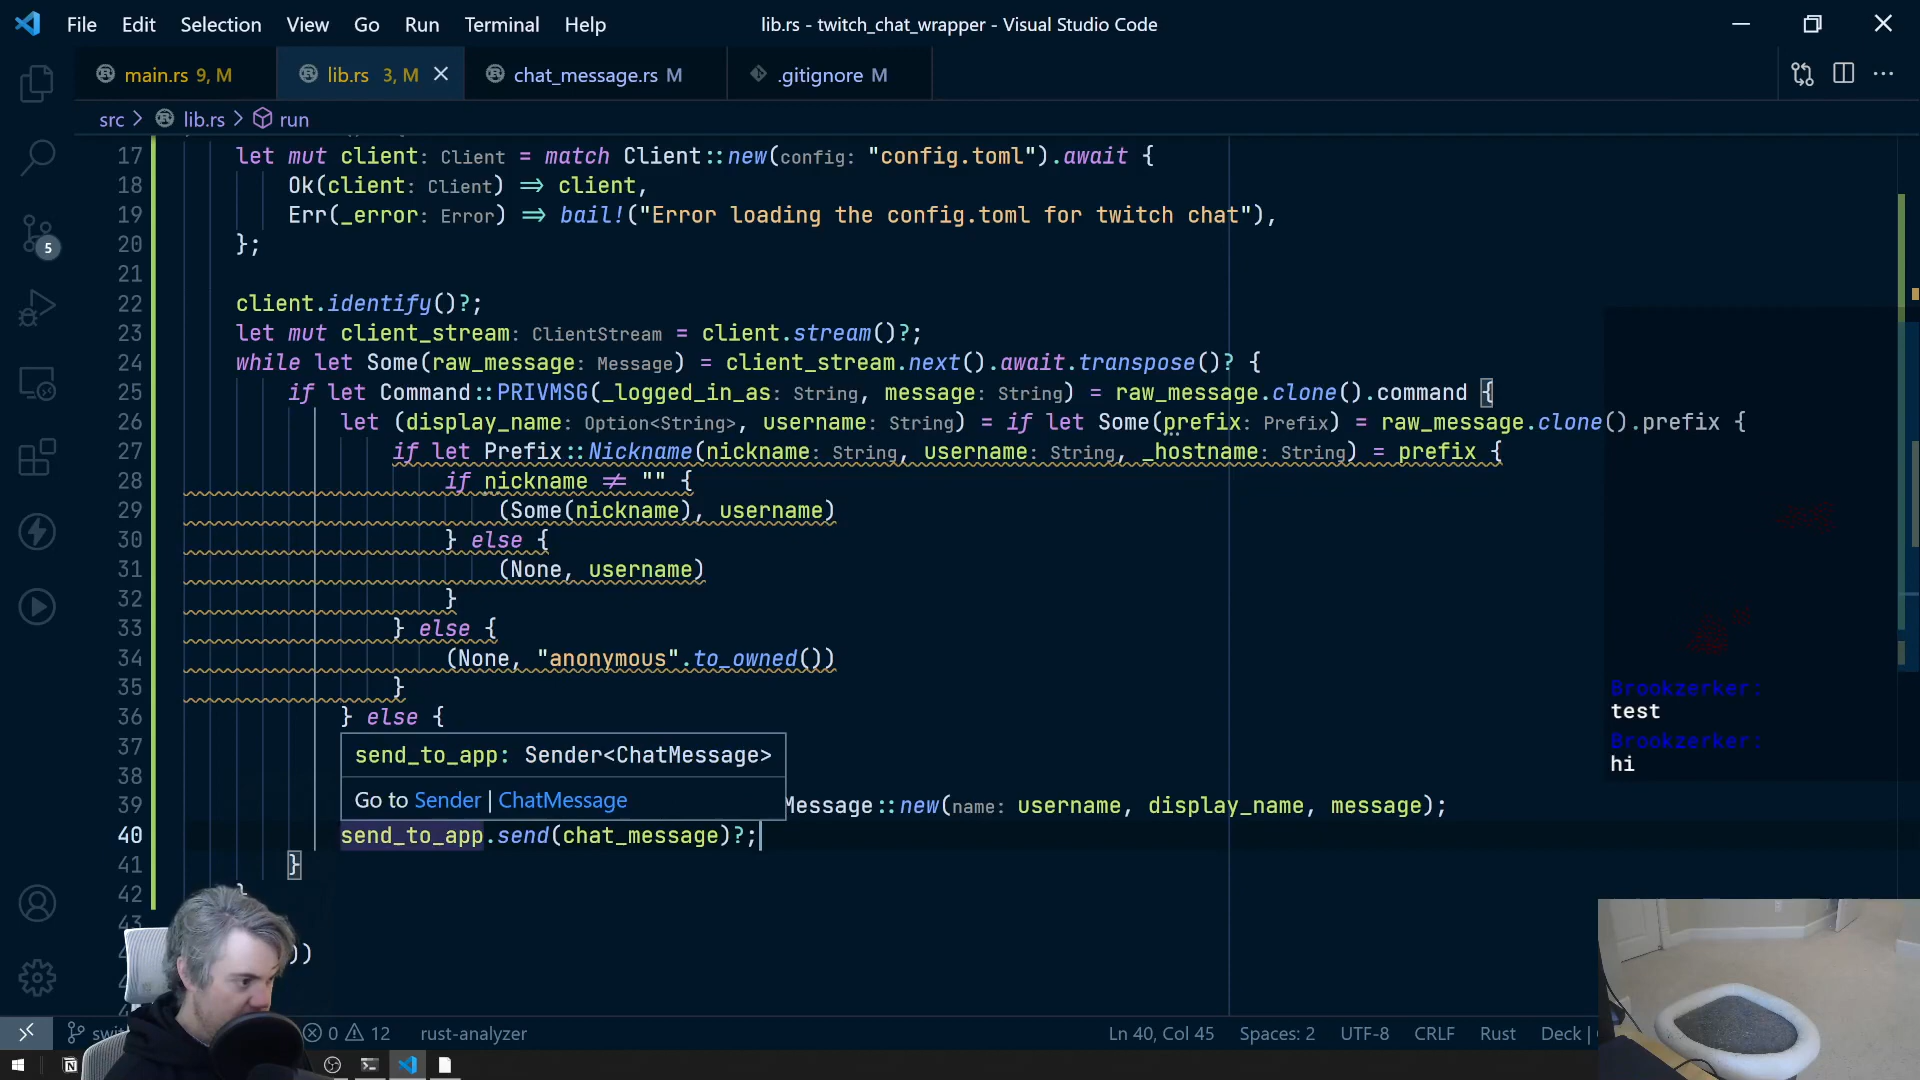 File Edit Selection View Go Run Terminal Help
lib.rs - twitch_chat_wrapper - Visual Studio Code
main.rs 9, M
lib.rs 3, M
chat_message.rs M
.gitignore M
src > lib.rs > run
17 let mut client: Client = match Client::new(config: "config.toml").await {
18 Ok(client: Client) => client,
19 Err(_error: Error) => bail!("Error loading the config.toml for twitch chat"),
20 };
21
22 client.identify()?;
23 let mut client_stream: ClientStream = client.stream()?;
24 while let Some(raw_message: Message) = client_stream.next().await.transpose()? {
25 if let Command::PRIVMSG(_logged_in_as: String, message: String) = raw_message.clone().command {
26 let (display_name: Option<String>, username: String) = if let Some(prefix: Prefix) = raw_message.clone().prefix {
27 if let Prefix::Nickname(nickname: String, username: String, _hostname: String) = prefix {
28 if nickname != "" {
29 (Some(nickname), username)
30 } else {
31 (None, username)
32 }
33 } else {
34 (None, "anonymous".to_owned())
35 }
36 } else {
37
38
39 Message::new(name: username, display_name, message);
40 send_to_app.send(chat_message)?;
41 }
42 }
43
))
send_to_app: Sender<ChatMessage>
Go to Sender | ChatMessage
Brookzerker:
test
Brookzerker:
hi
5
0 12 rust-analyzer
Ln 40, Col 45 Spaces: 2 UTF-8 CRLF Rust Deck